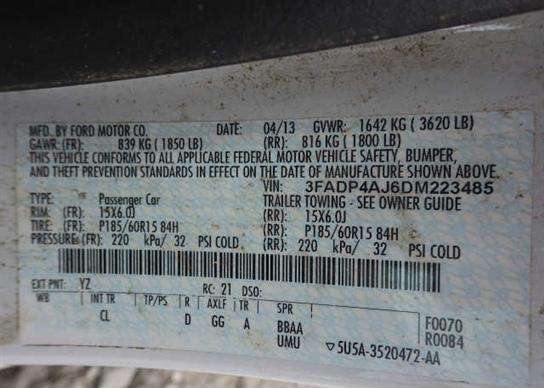 MFD. BY FORD MOTOR CO. DATE: 04/13 GVWR: 1642 KG ( 3620 LB)
GAWR: (FR): 839 KG ( 1850 LB) (RR): 816 KG ( 1800 LB)
THIS VEHICLE CONFORMS TO ALL APPLICABLE FEDERAL MOTOR VEHICLE SAFETY, BUMPER,
AND THEFT PREVENTION STANDARDS IN EFFECT ON THE DATE OF MANUFACTURE SHOWN ABOVE.
VIN: 3FADP4AJ6DM223485
TYPE: Passenger Car TRAILER TOWING - SEE OWNER GUIDE
RIM: (FR): 15X6.0J (RR): 15X6.0J
TIRE: (FR): P185/60R15 84H (RR): P185/60R15 84H
PRESSURE: (FR): 220 kPa/ 32 PSI COLD (RR): 220 kPa/ 32 PSI COLD
EXT PNT: YZ RC: 21 DSO:
WB INT TR TP/PS R AXLE TR SPR F0070
CL D GG A BBAA R0084
UMU ▽5U5A-3520472-AA